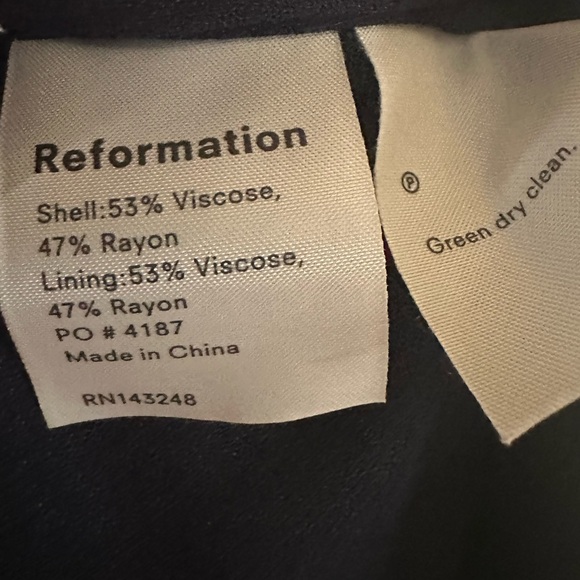 Reformation
Shell:53% Viscose,
47% Rayon
Lining:53% Viscose,
47% Rayon
PO # 4187
Made in China
RN143248
Ⓟ
Green dry clean.